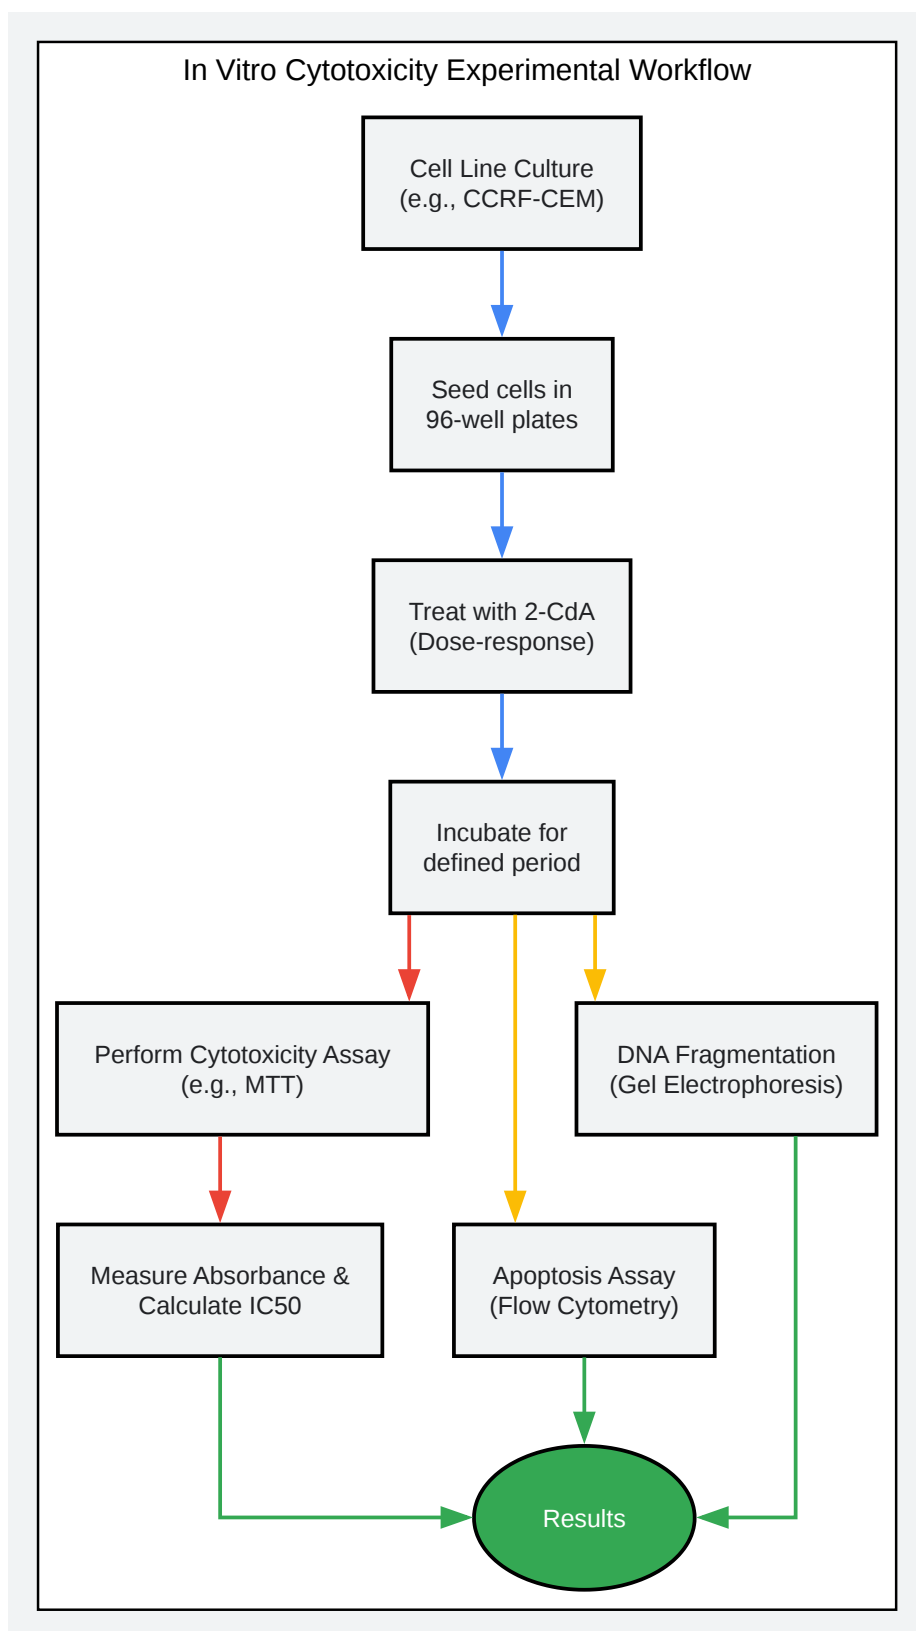 In Vitro Cytotoxicity Experimental Workflow
Cell Line Culture
(e.g., CCRF-CEM)
Seed cells in
96-well plates
Treat with 2-CdA
(Dose-response)
Incubate for
defined period
Perform Cytotoxicity Assay
(e.g., MTT)
DNA Fragmentation
(Gel Electrophoresis)
Measure Absorbance &
Calculate IC50
Apoptosis Assay
(Flow Cytometry)
Results